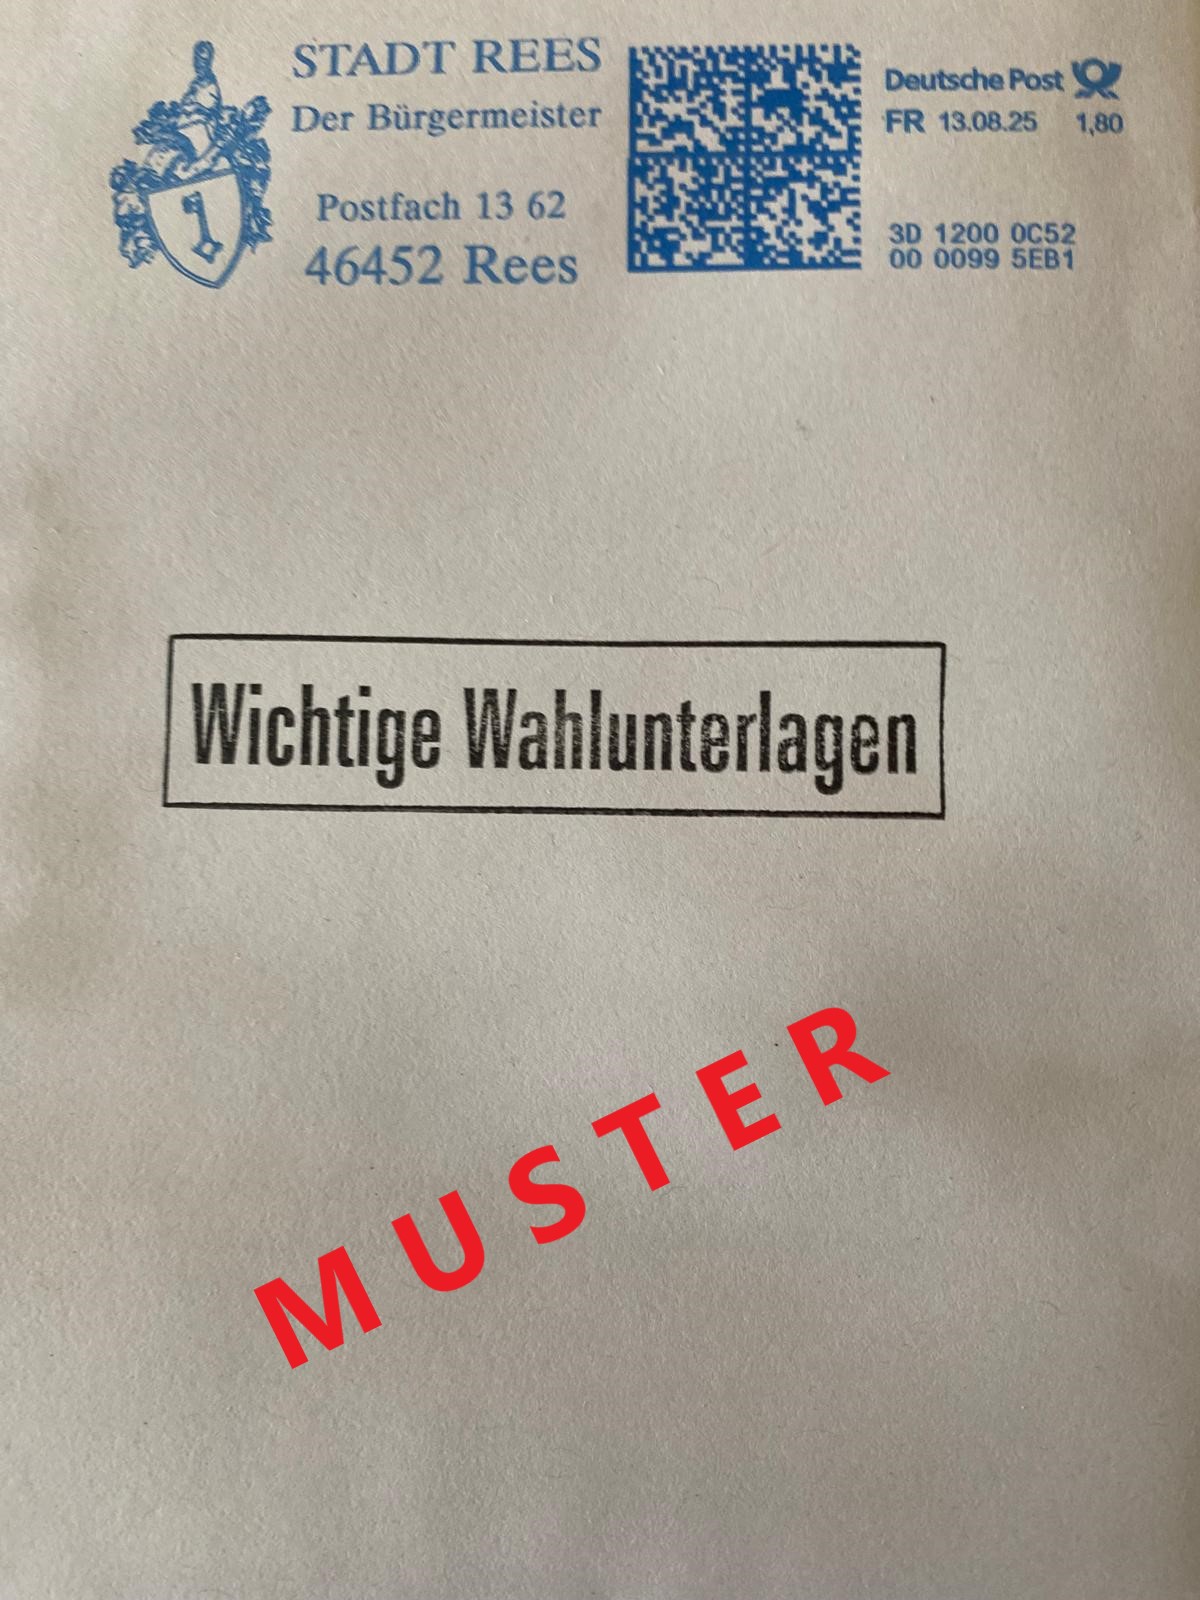 STADT REES
Der Bürgermeister
Postfach 13 62
46452 Rees
Deutsche Post
FR 13.08.25 1,80
3D 1200 0C52
00 0099 5EB1
Wichtige Wahlunterlagen
MUSTER